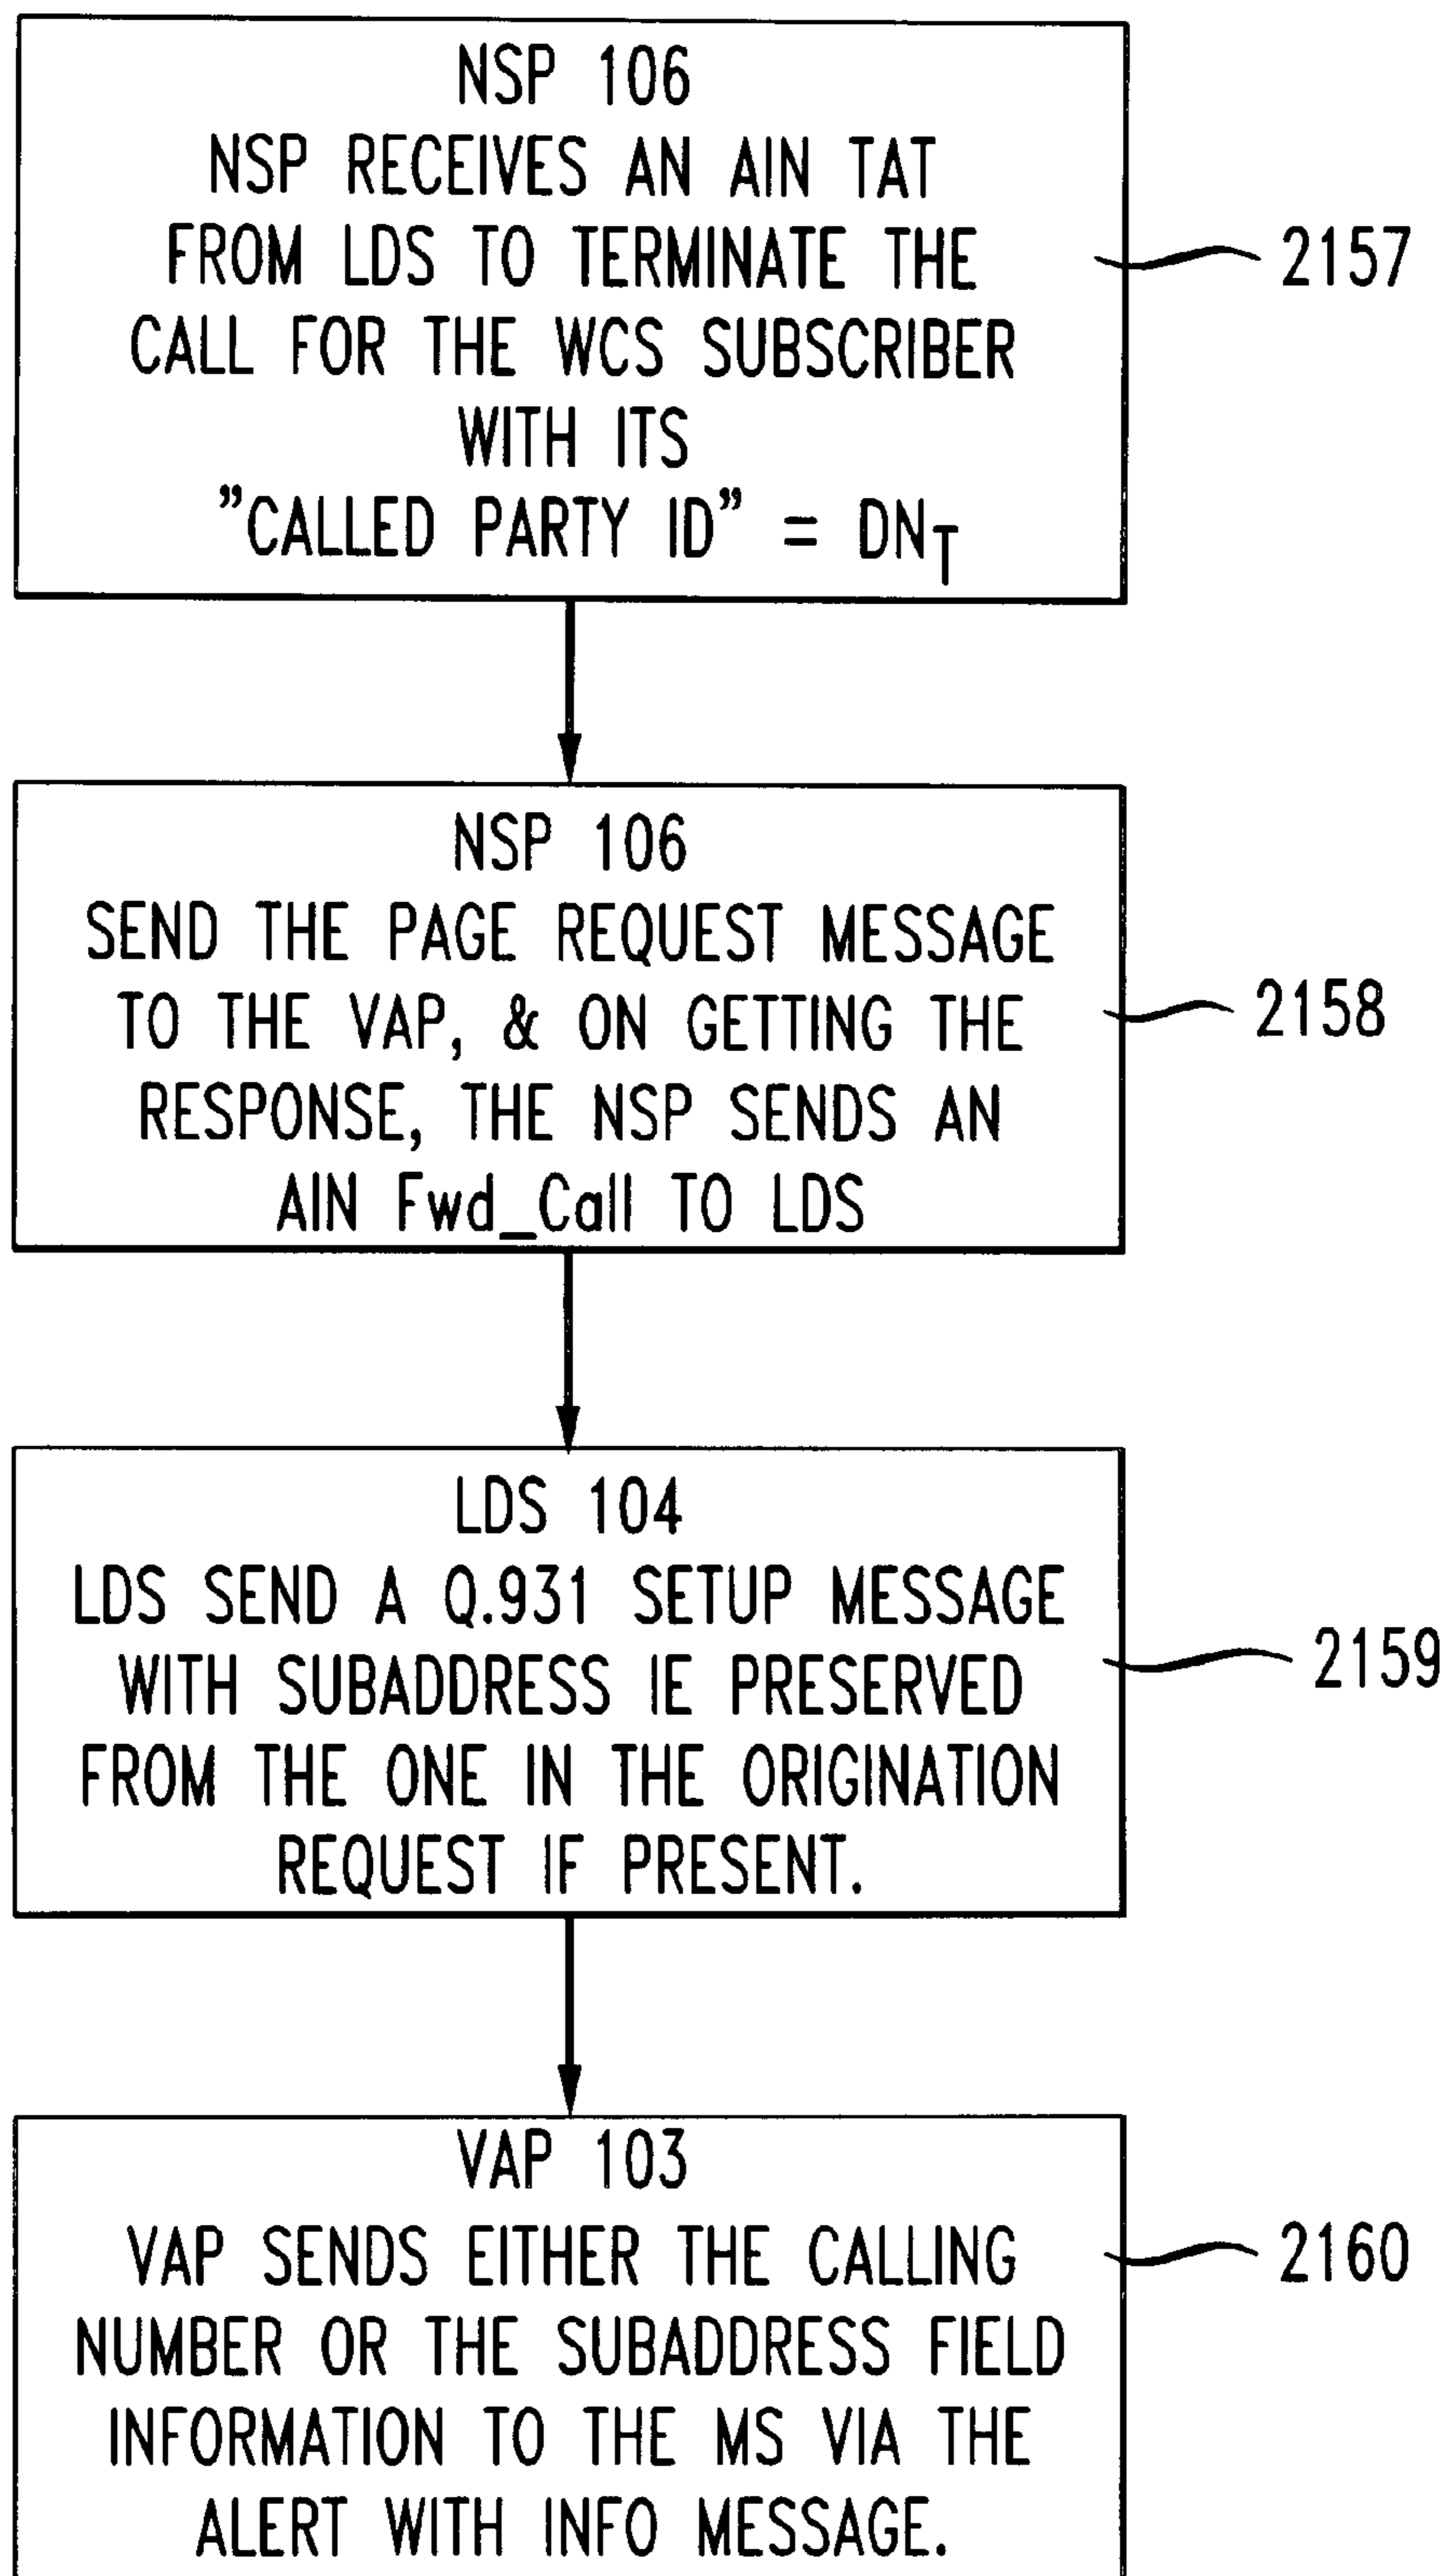 NSP 106
NSP RECEIVES AN AIN TAT
FROM LDS TO TERMINATE THE
CALL FOR THE WCS SUBSCRIBER
WITH ITS
"CALLED PARTY ID" = DNT
2157
NSP 106
SEND THE PAGE REQUEST MESSAGE
TO THE VAP, & ON GETTING THE
RESPONSE, THE NSP SENDS AN
AIN Fwd_Call TO LDS
2158
LDS 104
LDS SEND A Q.931 SETUP MESSAGE
WITH SUBADDRESS IE PRESERVED
FROM THE ONE IN THE ORIGINATION
REQUEST IF PRESENT.
2159
VAP 103
VAP SENDS EITHER THE CALLING
NUMBER OR THE SUBADDRESS FIELD
INFORMATION TO THE MS VIA THE
ALERT WITH INFO MESSAGE.
2160